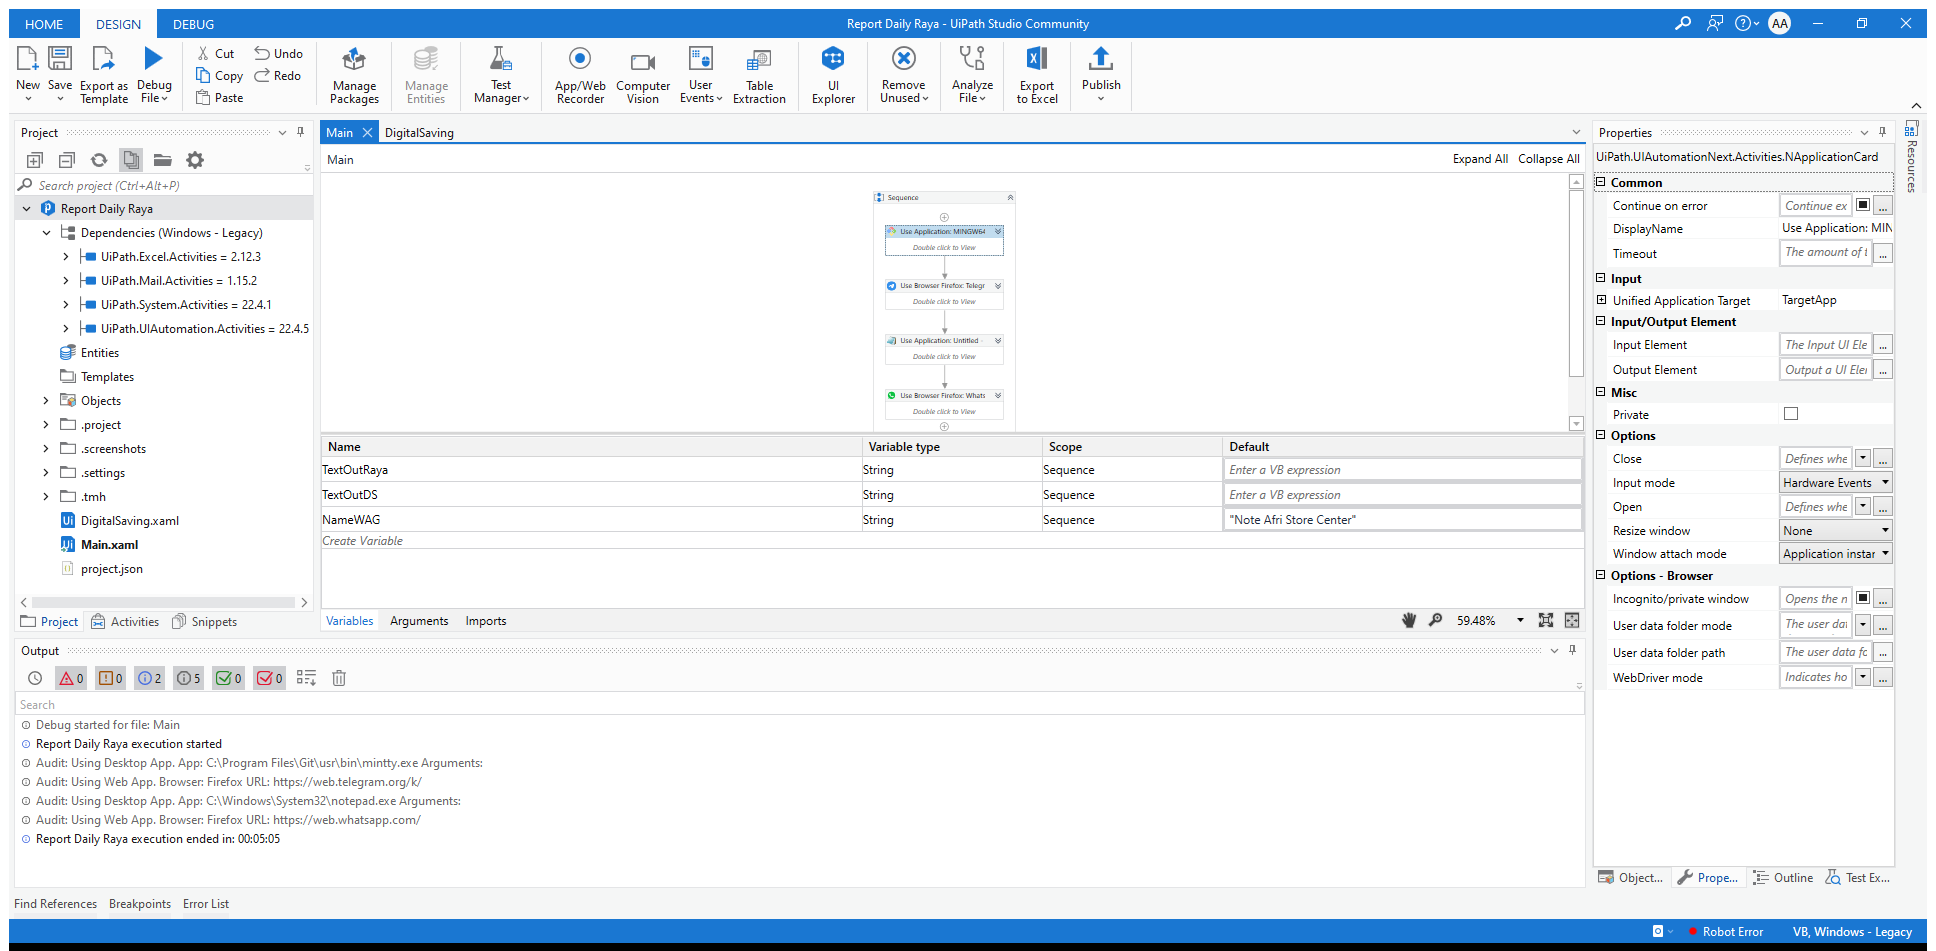 HOME DESIGN DEBUG
Report Daily Raya - UiPath Studio Community
AA
New Save Export as Template Debug File
Cut Copy Paste Undo Redo
Manage Packages
Manage Entities
Test Manager
App/Web Recorder
Computer Vision
User Events
Table Extraction
UI Explorer
Remove Unused
Analyze File
Export to Excel
Publish
Project
Search project (Ctrl+Alt+P)
Report Daily Raya
Dependencies (Windows - Legacy)
UiPath.Excel.Activities = 2.12.3
UiPath.Mail.Activities = 1.15.2
UiPath.System.Activities = 22.4.1
UiPath.UIAutomation.Activities = 22.4.5
Entities
Templates
Objects
.project
.screenshots
.settings
.tmh
DigitalSaving.xaml
Main.xaml
project.json
Project Activities Snippets
Main DigitalSaving
Main
Expand All Collapse All
Sequence
Use Application: MINGW64
Double click to View
Use Browser Firefox: Telegr
Double click to View
Use Application: Untitled -
Double click to View
Use Browser Firefox: Whats
Double click to View
Name Variable type Scope Default
TextOutRaya String Sequence Enter a VB expression
TextOutDS String Sequence Enter a VB expression
NameWAG String Sequence "Note Afri Store Center"
Create Variable
Variables Arguments Imports
59.48%
Output
0 0 2 5 0 0
Search
Debug started for file: Main
Report Daily Raya execution started
Audit: Using Desktop App. App: C:\Program Files\Git\usr\bin\mintty.exe Arguments:
Audit: Using Web App. Browser: Firefox URL: https://web.telegram.org/k/
Audit: Using Desktop App. App: C:\Windows\System32\notepad.exe Arguments:
Audit: Using Web App. Browser: Firefox URL: https://web.whatsapp.com/
Report Daily Raya execution ended in: 00:05:05
Find References Breakpoints Error List
Properties
UiPath.UIAutomationNext.Activities.NApplicationCard
Common
Continue on error Continue ex ...
DisplayName Use Application: MIN
Timeout The amount of t ...
Input
Unified Application Target TargetApp
Input/Output Element
Input Element The Input UI Ele ...
Output Element Output a UI Eler ...
Misc
Private
Options
Close Defines whe ...
Input mode Hardware Events
Open Defines whe ...
Resize window None
Window attach mode Application instar
Options - Browser
Incognito/private window Opens the n ...
User data folder mode The user dat ...
User data folder path The user data fc ...
WebDriver mode Indicates ho ...
Object... Prope... Outline Test Ex...
Resources
Robot Error VB, Windows - Legacy